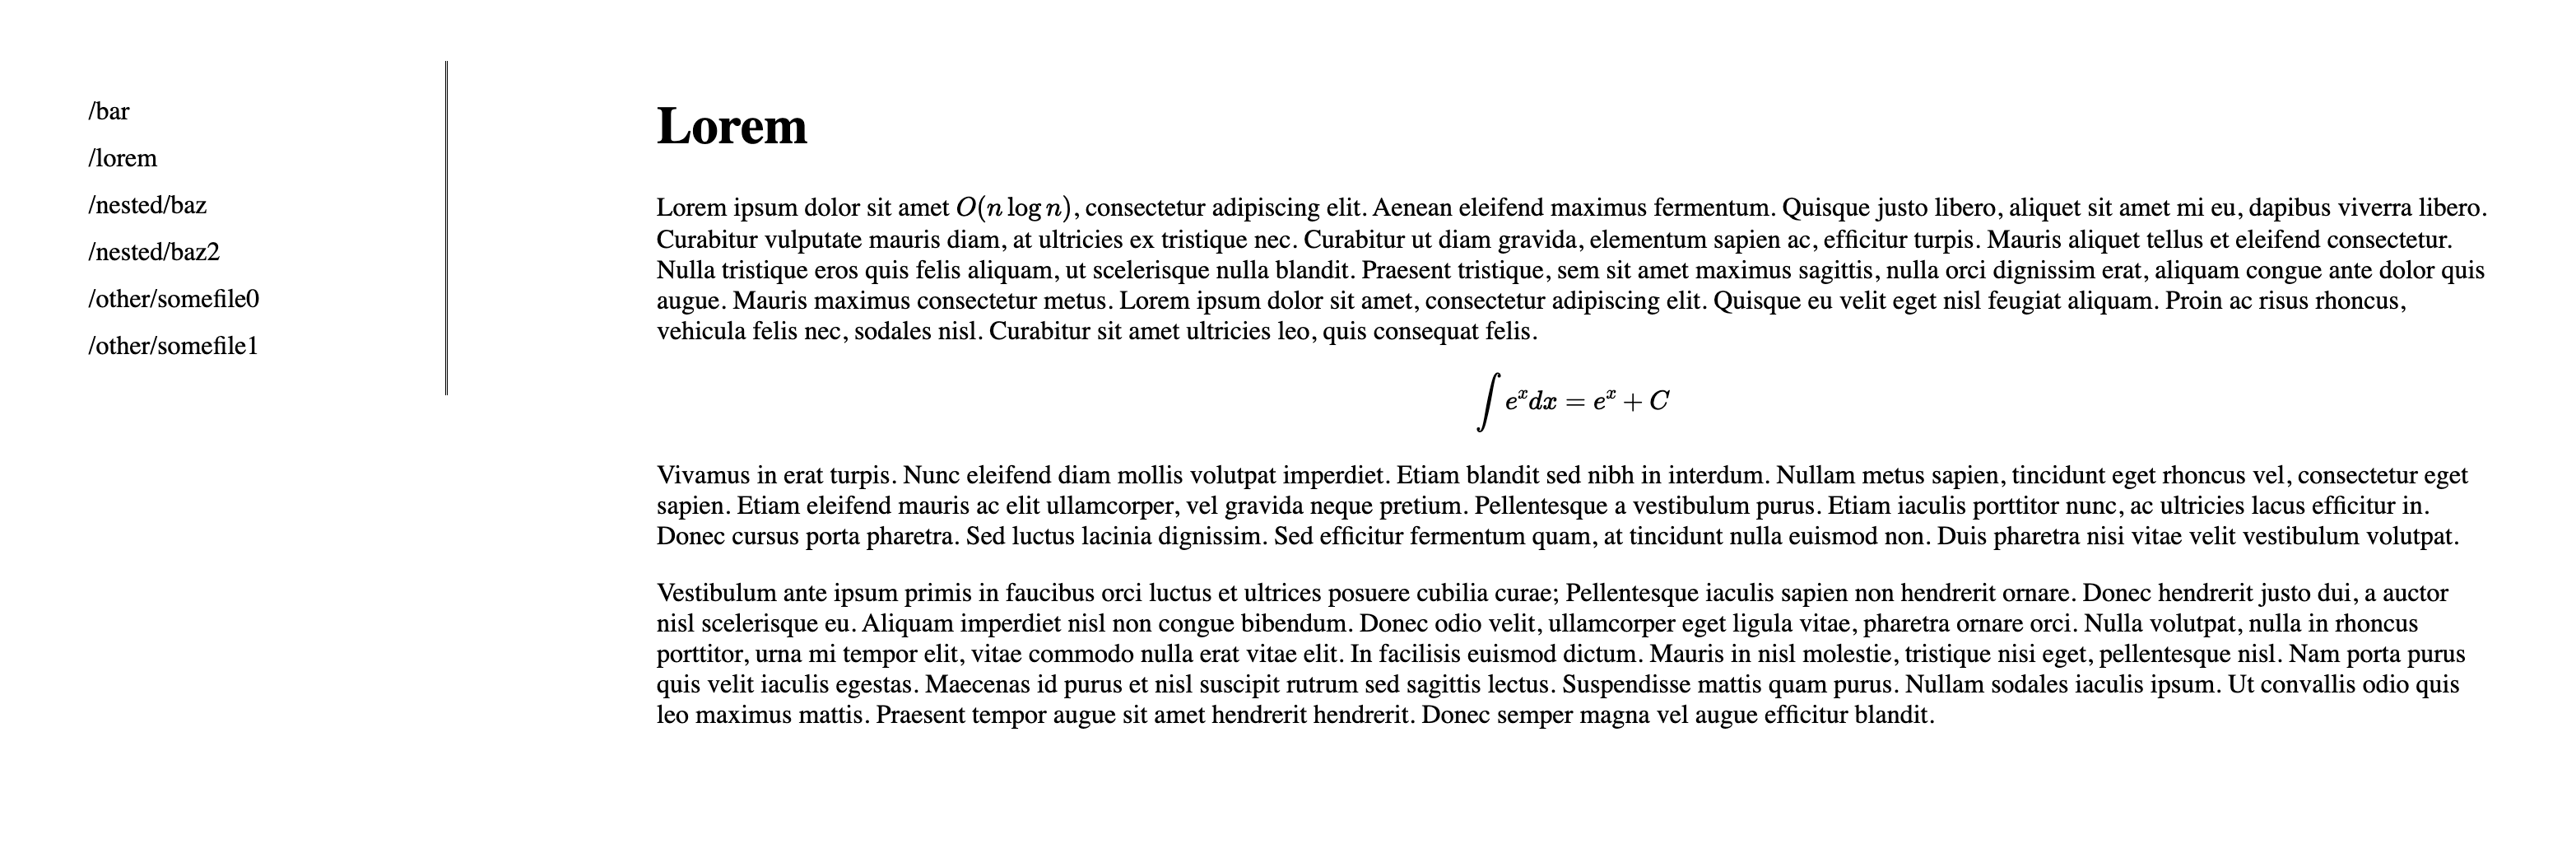 /bar
/lorem
/nested/baz
/nested/baz2
/other/somefile0
/other/somefile1
Lorem
Lorem ipsum dolor sit amet O(n log n), consectetur adipiscing elit. Aenean eleifend maximus fermentum. Quisque justo libero, aliquet sit amet mi eu, dapibus viverra libero.
Curabitur vulputate mauris diam, at ultricies ex tristique nec. Curabitur ut diam gravida, elementum sapien ac, efficitur turpis. Mauris aliquet tellus et eleifend consectetur.
Nulla tristique eros quis felis aliquam, ut scelerisque nulla blandit. Praesent tristique, sem sit amet maximus sagittis, nulla orci dignissim erat, aliquam congue ante dolor quis
augue. Mauris maximus consectetur metus. Lorem ipsum dolor sit amet, consectetur adipiscing elit. Quisque eu velit eget nisl feugiat aliquam. Proin ac risus rhoncus,
vehicula felis nec, sodales nisl. Curabitur sit amet ultricies leo, quis consequat felis.
∫ eˣdx = eˣ + C
Vivamus in erat turpis. Nunc eleifend diam mollis volutpat imperdiet. Etiam blandit sed nibh in interdum. Nullam metus sapien, tincidunt eget rhoncus vel, consectetur eget
sapien. Etiam eleifend mauris ac elit ullamcorper, vel gravida neque pretium. Pellentesque a vestibulum purus. Etiam iaculis porttitor nunc, ac ultricies lacus efficitur in.
Donec cursus porta pharetra. Sed luctus lacinia dignissim. Sed efficitur fermentum quam, at tincidunt nulla euismod non. Duis pharetra nisi vitae velit vestibulum volutpat.
Vestibulum ante ipsum primis in faucibus orci luctus et ultrices posuere cubilia curae; Pellentesque iaculis sapien non hendrerit ornare. Donec hendrerit justo dui, a auctor
nisl scelerisque eu. Aliquam imperdiet nisl non congue bibendum. Donec odio velit, ullamcorper eget ligula vitae, pharetra ornare orci. Nulla volutpat, nulla in rhoncus
porttitor, urna mi tempor elit, vitae commodo nulla erat vitae elit. In facilisis euismod dictum. Mauris in nisl molestie, tristique nisi eget, pellentesque nisl. Nam porta purus
quis velit iaculis egestas. Maecenas id purus et nisl suscipit rutrum sed sagittis lectus. Suspendisse mattis quam purus. Nullam sodales iaculis ipsum. Ut convallis odio quis
leo maximus mattis. Praesent tempor augue sit amet hendrerit hendrerit. Donec semper magna vel augue efficitur blandit.